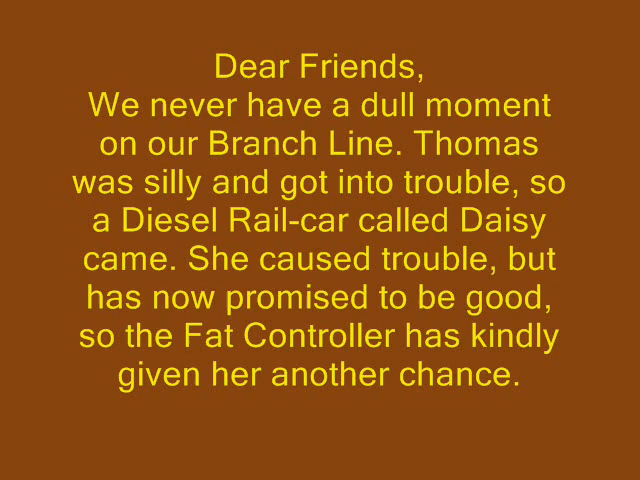 Dear Friends,
We never have a dull moment
on our Branch Line. Thomas
was silly and got into trouble, so
a Diesel Rail-car called Daisy
came. She caused trouble, but
has now promised to be good,
so the Fat Controller has kindly
given her another chance.